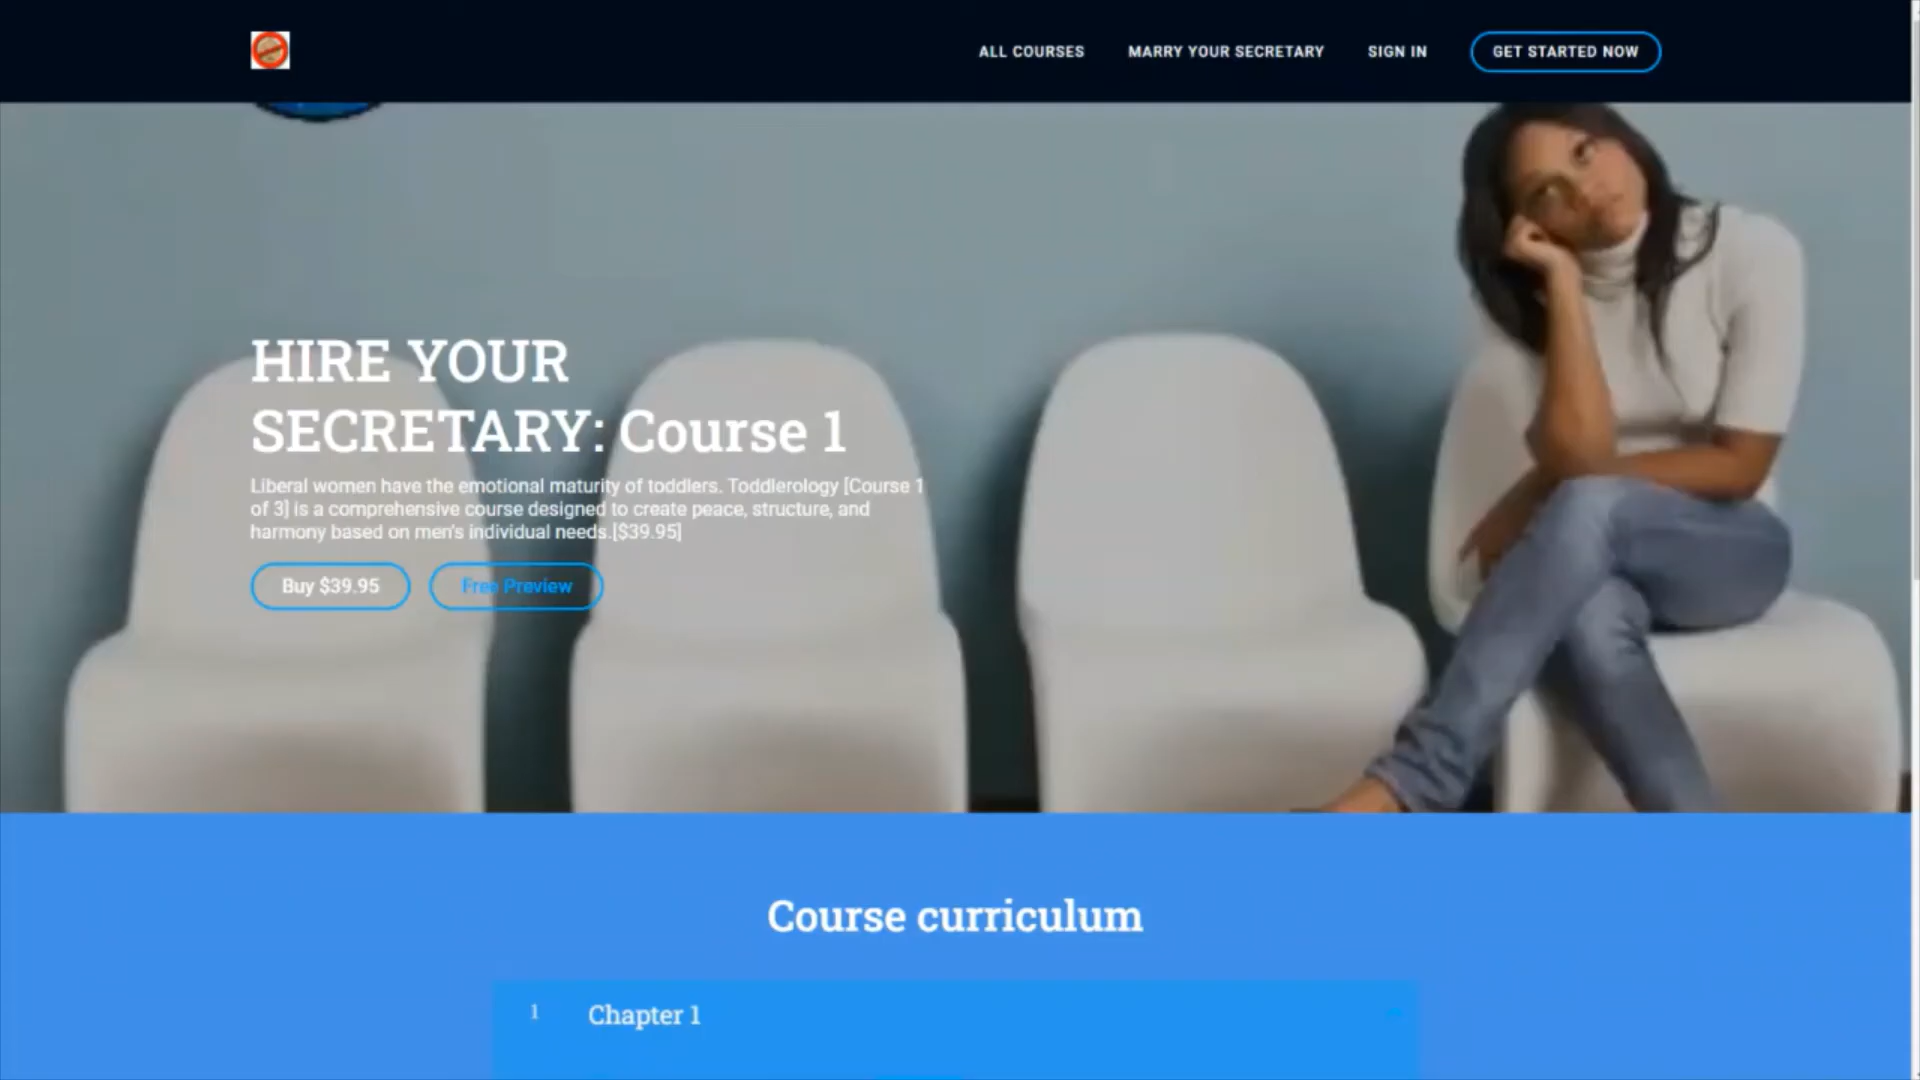 ALL COURSES MARRY YOUR SECRETARY SIGN IN GET STARTED NOW
HIRE YOUR
SECRETARY: Course 1
Liberal women have the emotional maturity of toddlers. Toddlerology [Course 1
of 3] is a comprehensive course designed to create peace, structure, and
harmony based on men's individual needs.[$39.95]
Buy $39.95 Free Preview
Course curriculum
1 Chapter 1